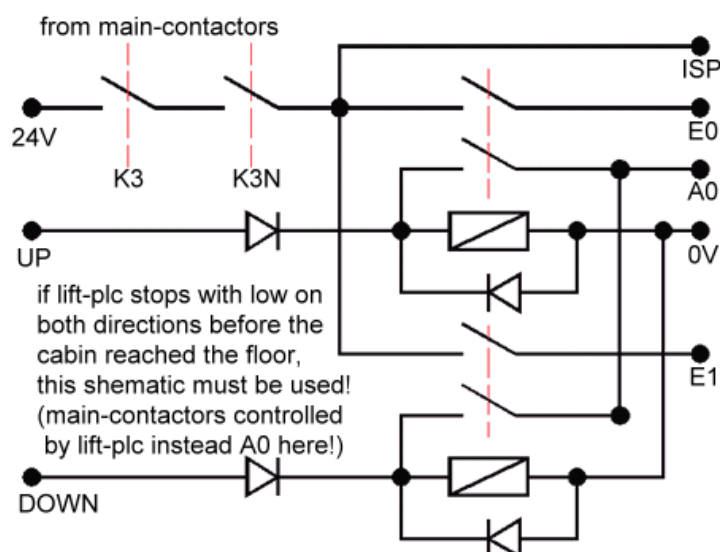 from main-contactors
ISP
24V
E0
K3
K3N
A0
UP
0V
if lift-plc stops with low on
both directions before the
cabin reached the floor,
this shematic must be used!
(main-contactors controlled
by lift-plc instead A0 here!)
E1
DOWN